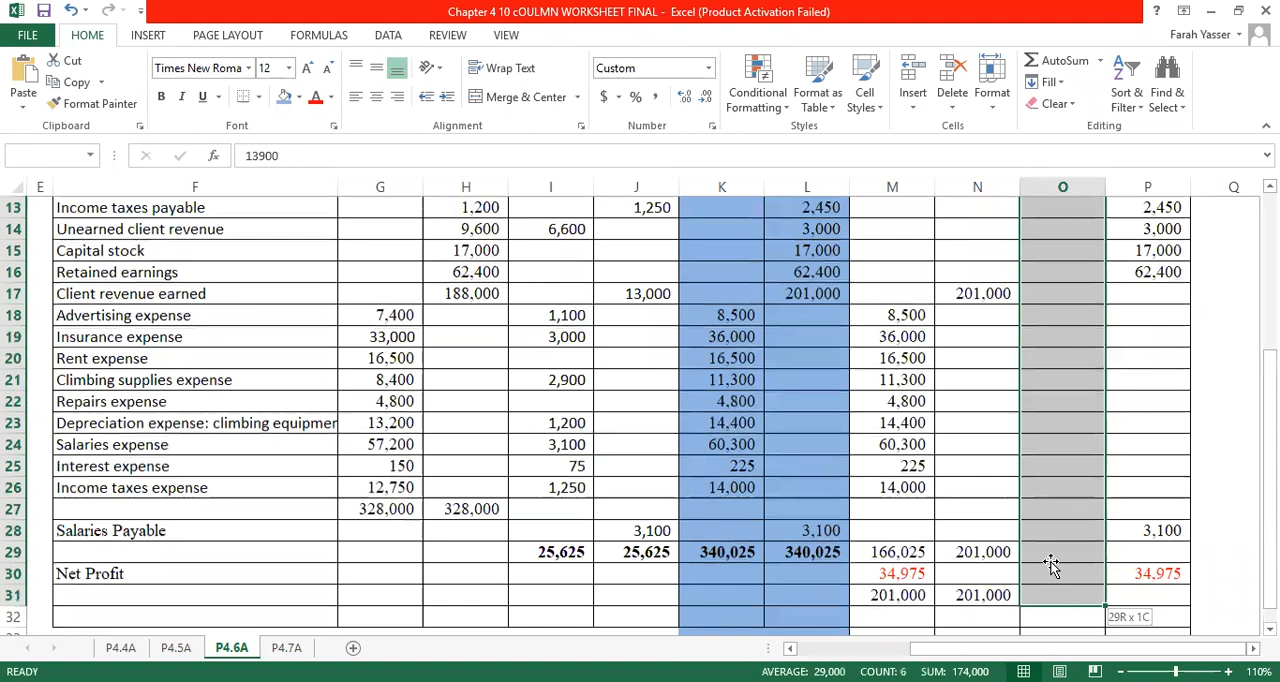 Chapter 4 10 cOULMN WORKSHEET FINAL - Excel (Product Activation Failed)
FILE HOME INSERT PAGE LAYOUT FORMULAS DATA REVIEW VIEW Farah Yasser
Paste Cut Copy Format Painter Clipboard
Times New Roma 12 B I U A Font
Wrap Text Merge & Center Alignment
Custom $ % , Number
Conditional Formatting Format as Table Cell Styles Styles
Insert Delete Format Cells
AutoSum Fill Clear Sort & Filter Find & Select Editing
fx 13900
E F G H I J K L M N O P Q
13 Income taxes payable 1,200 1,250 2,450 2,450
14 Unearned client revenue 9,600 6,600 3,000 3,000
15 Capital stock 17,000 17,000 17,000
16 Retained earnings 62,400 62,400 62,400
17 Client revenue earned 188,000 13,000 201,000 201,000
18 Advertising expense 7,400 1,100 8,500 8,500
19 Insurance expense 33,000 3,000 36,000 36,000
20 Rent expense 16,500 16,500 16,500
21 Climbing supplies expense 8,400 2,900 11,300 11,300
22 Repairs expense 4,800 4,800 4,800
23 Depreciation expense: climbing equipmer 13,200 1,200 14,400 14,400
24 Salaries expense 57,200 3,100 60,300 60,300
25 Interest expense 150 75 225 225
26 Income taxes expense 12,750 1,250 14,000 14,000
27 328,000 328,000
28 Salaries Payable 3,100 3,100 3,100
29 25,625 25,625 340,025 340,025 166,025 201,000
30 Net Profit 34,975 34,975
31 201,000 201,000
32 29R x 1C
P4.4A P4.5A P4.6A P4.7A
READY AVERAGE: 29,000 COUNT: 6 SUM: 174,000 110%